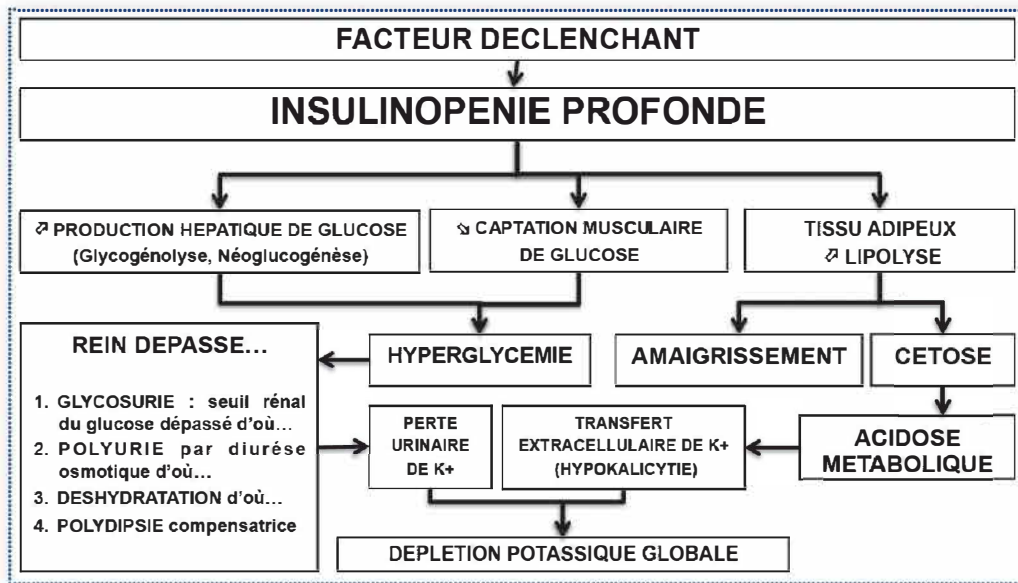 FACTEUR DECLENCHANT
INSULINOPENIE PROFONDE
⇗ PRODUCTION HEPATIQUE DE GLUCOSE
(Glycogénolyse, Néoglucogénèse)
⇘ CAPTATION MUSCULAIRE
DE GLUCOSE
TISSU ADIPEUX
⇗ LIPOLYSE
REIN DEPASSE...
1. GLYCOSURIE : seuil rénal
du glucose dépassé d'où...
2. POLYURIE par diurése
osmotique d'où...
3. DESHYDRATATION d'où...
4. POLYDIPSIE compensatrice
HYPERGLYCEMIE
AMAIGRISSEMENT
CETOSE
PERTE
URINAIRE
DE K+
TRANSFERT
EXTRACELLULAIRE DE K+
(HYPOKALICYTIE)
ACIDOSE
METABOLIQUE
DEPLETION POTASSIQUE GLOBALE